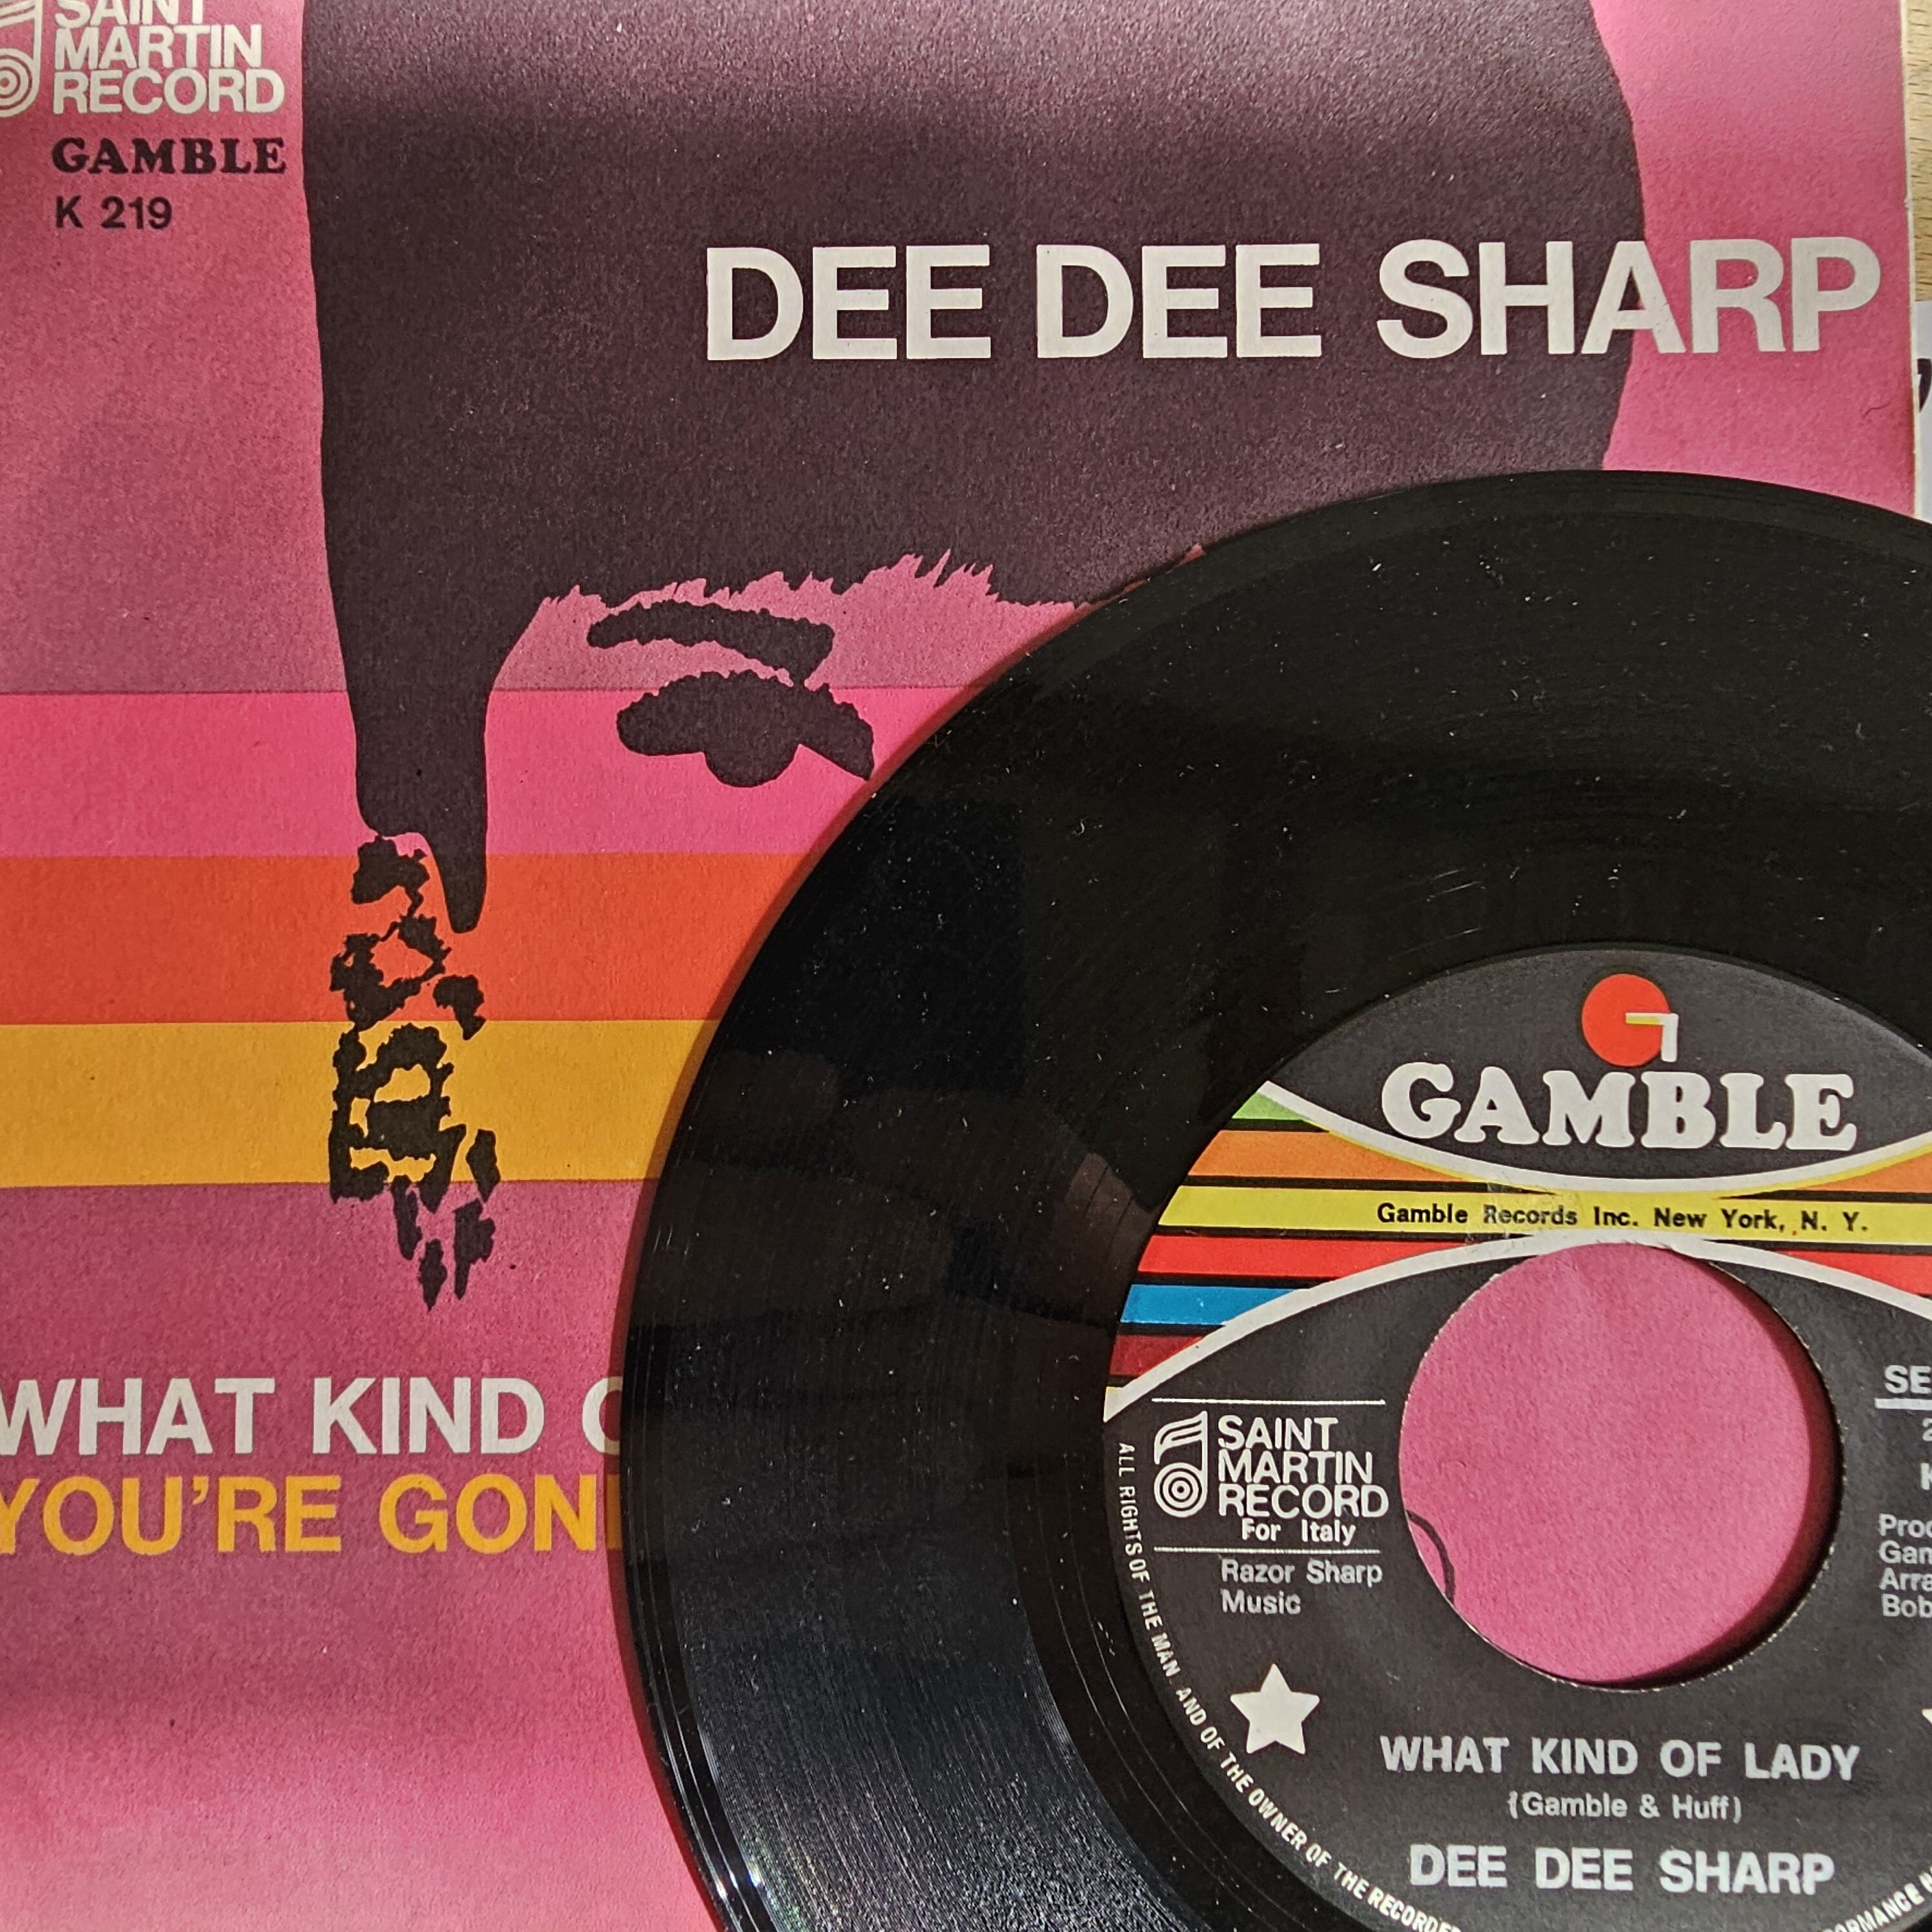 SAINT
MARTIN
RECORD
GAMBLE
K 219
DEE DEE SHARP
WHAT KIND
YOU'RE
GAMBLE
Gamble Records Inc. New York, N. Y.
SAINT
MARTIN
RECORD
For Italy
Razor Sharp
Music
Bob
WHAT KIND OF LADY
(Gamble & Huff)
DEE DEE SHARP
ALL RIGHTS OF THE MAN. AND OF THE OWNER OF THE RECORDED